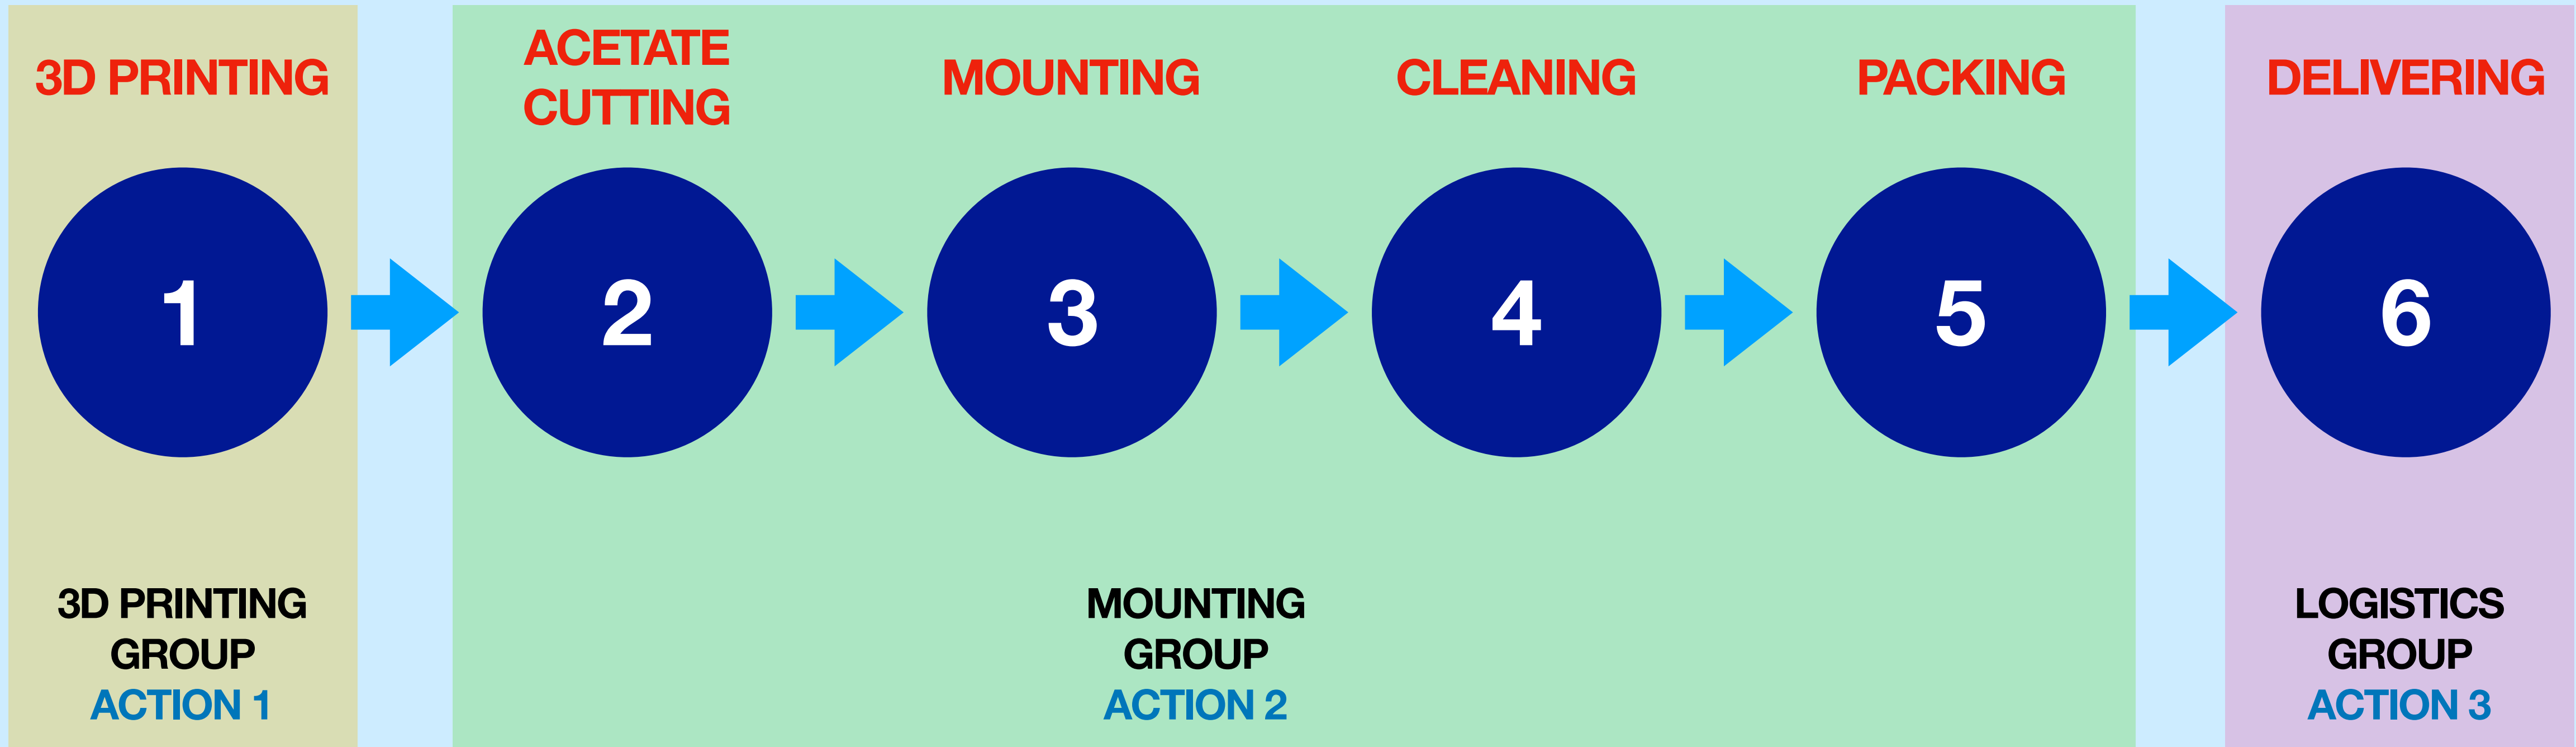 3D PRINTING
ACETATE
CUTTING
MOUNTING
CLEANING
PACKING
DELIVERING
1
2
3
4
5
6
3D PRINTING
GROUP
ACTION 1
MOUNTING
GROUP
ACTION 2
LOGISTICS
GROUP
ACTION 3